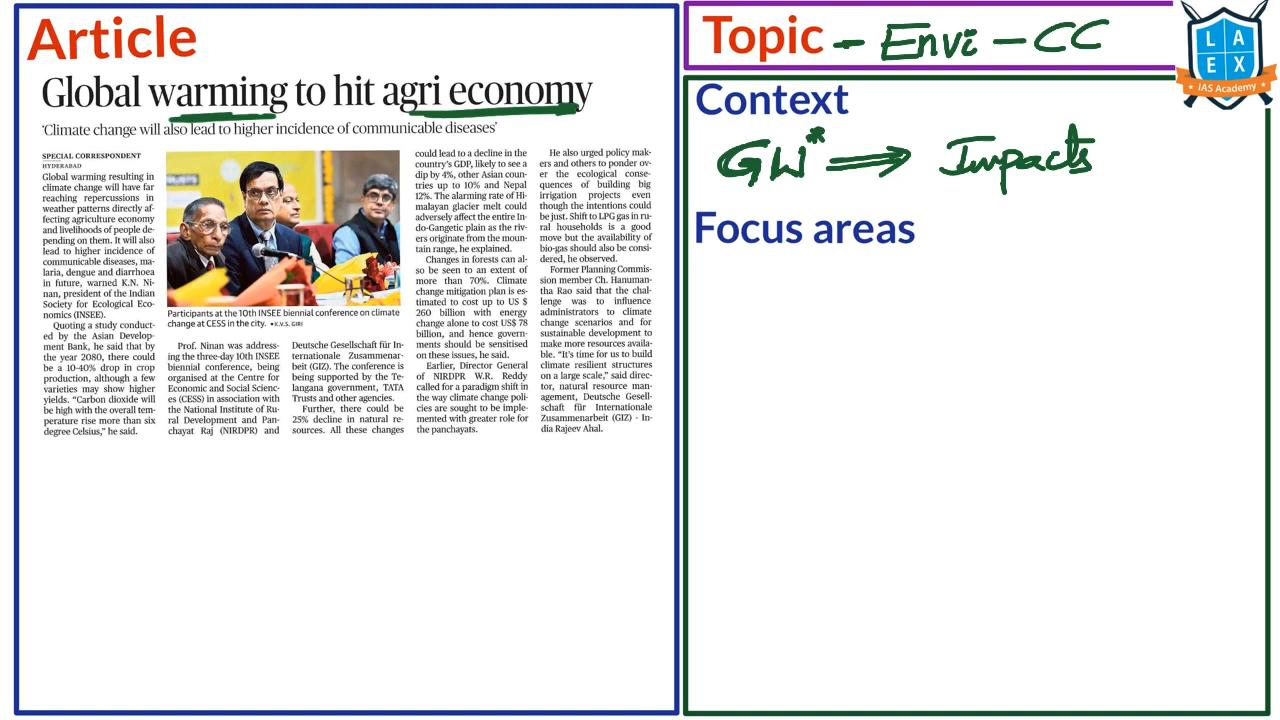 Article
Global warming to hit agri economy
‘Climate change will also lead to higher incidence of communicable diseases’
SPECIAL CORRESPONDENT
HYDERABAD
Global warming resulting in
climate change will have far
reaching repercussions in
weather patterns directly af-
fecting agriculture economy
and livelihoods of people de-
pending on them. It will also
lead to higher incidence of
communicable diseases, ma-
laria, dengue and diarrhoea
in future, warned K.N. Ni-
nan, president of the Indian
Society for Ecological Eco-
nomics (INSEE).
Quoting a study conduct-
ed by the Asian Develop-
ment Bank, he said that by
the year 2080, there could
be a 10-40% drop in crop
production, although a few
varieties may show higher
yields. “Carbon dioxide will
be high with the overall tem-
perature rise more than six
degree Celsius,” he said.
Participants at the 10th INSEE biennial conference on climate
change at CESS in the city. •K.V.S. GIRI
Prof. Ninan was address-
ing the three-day 10th INSEE
biennial conference, being
organised at the Centre for
Economic and Social Scienc-
es (CESS) in association with
the National Institute of Ru-
ral Development and Pan-
chayat Raj (NIRDPR) and
Deutsche Gesellschaft für In-
ternationale Zusammenar-
beit (GIZ). The conference is
being supported by the Te-
langana government, TATA
Trusts and other agencies.
Further, there could be
25% decline in natural re-
sources. All these changes
could lead to a decline in the
country's GDP, likely to see a
dip by 4%, other Asian coun-
tries up to 10% and Nepal
12%. The alarming rate of Hi-
malayan glacier melt could
adversely affect the entire In-
do-Gangetic plain as the riv-
ers originate from the moun-
tain range, he explained.
Changes in forests can al-
so be seen to an extent of
more than 70%. Climate
change mitigation plan is es-
timated to cost up to US $
260 billion with energy
change alone to cost US$ 78
billion, and hence govern-
ments should be sensitised
on these issues, he said.
Earlier, Director General
of NIRDPR W.R. Reddy
called for a paradigm shift in
the way climate change poli-
cies are sought to be imple-
mented with greater role for
the panchayats.
He also urged policy mak-
ers and others to ponder ov-
er the ecological conse-
quences of building big
irrigation projects even
though the intentions could
be just. Shift to LPG gas in ru-
ral households is a good
move but the availability of
bio-gas should also be consi-
dered, he observed.
Former Planning Commis-
sion member Ch. Hanuman-
tha Rao said that the chal-
lenge was to influence
administrators to climate
change scenarios and for
sustainable development to
make more resources availa-
ble. “It's time for us to build
climate resilient structures
on a large scale,” said direc-
tor, natural resource man-
agement, Deutsche Gesell-
schaft für Internationale
Zusammenarbeit (GIZ) - In-
dia Rajeev Ahal.
Topic - Envi - CC
LAEX
IAS Academy
Context
GW* ⟹ Impacts
Focus areas